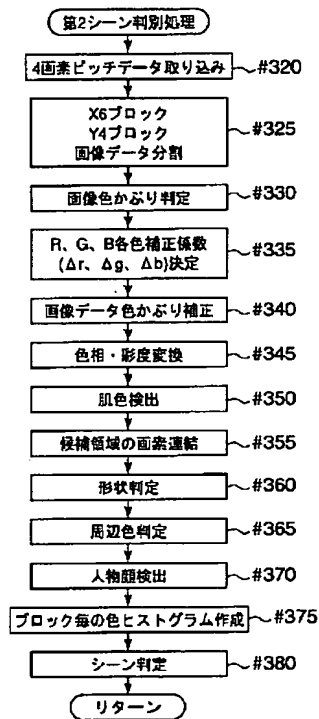 第2シーン判別処理
4画素ピッチデータ取り込み #320
X6ブロック
Y4ブロック
画像データ分割
#325
画像色かぶり判定 #330
R、G、B各色補正係数
(Δr、Δg、Δb)決定
#335
画像データ色かぶり補正 #340
色相・彩度変換 #345
肌色検出 #350
候補領域の画素連結 #355
形状判定 #360
周辺色判定 #365
人物顔検出 #370
ブロック毎の色ヒストグラム作成 #375
シーン判定 #380
リターン